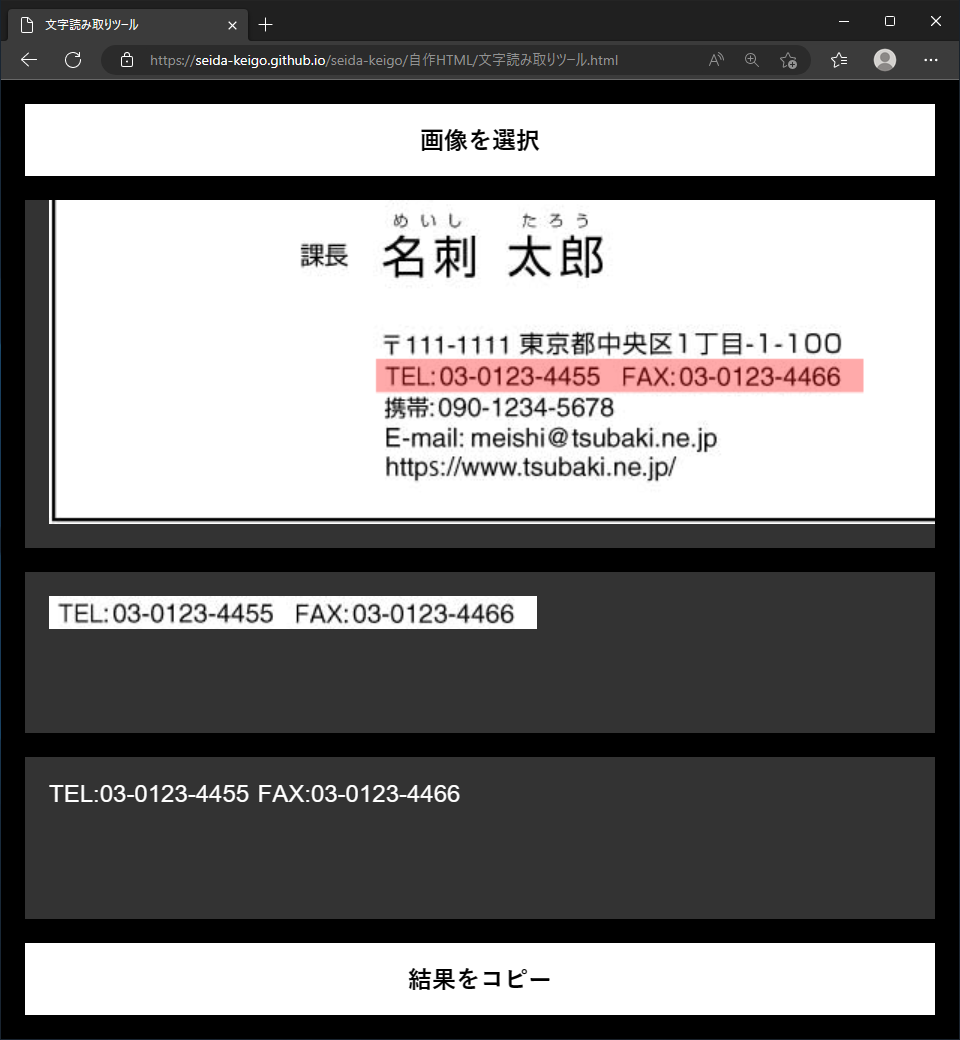 文字読み取りツール
https://seida-keigo.github.io/seida-keigo/自作HTML/文字読み取りツール.html
画像を選択
めいし たろう
課長 名刺 太郎
〒111-1111 東京都中央区1丁目-1-100
TEL:03-0123-4455 FAX:03-0123-4466
携帯:090-1234-5678
E-mail: meishi@tsubaki.ne.jp
https://www.tsubaki.ne.jp/
TEL:03-0123-4455 FAX:03-0123-4466
TEL:03-0123-4455 FAX:03-0123-4466
結果をコピー